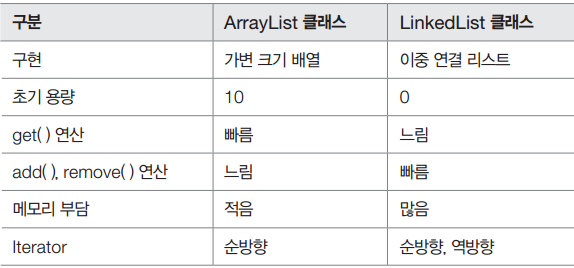 구분 ArrayList 클래스 LinkedList 클래스
구현 가변 크기 배열 이중 연결 리스트
초기 용량 10 0
get( ) 연산 빠름 느림
add( ), remove( ) 연산 느림 빠름
메모리 부담 적음 많음
Iterator 순방향 순방향, 역방향